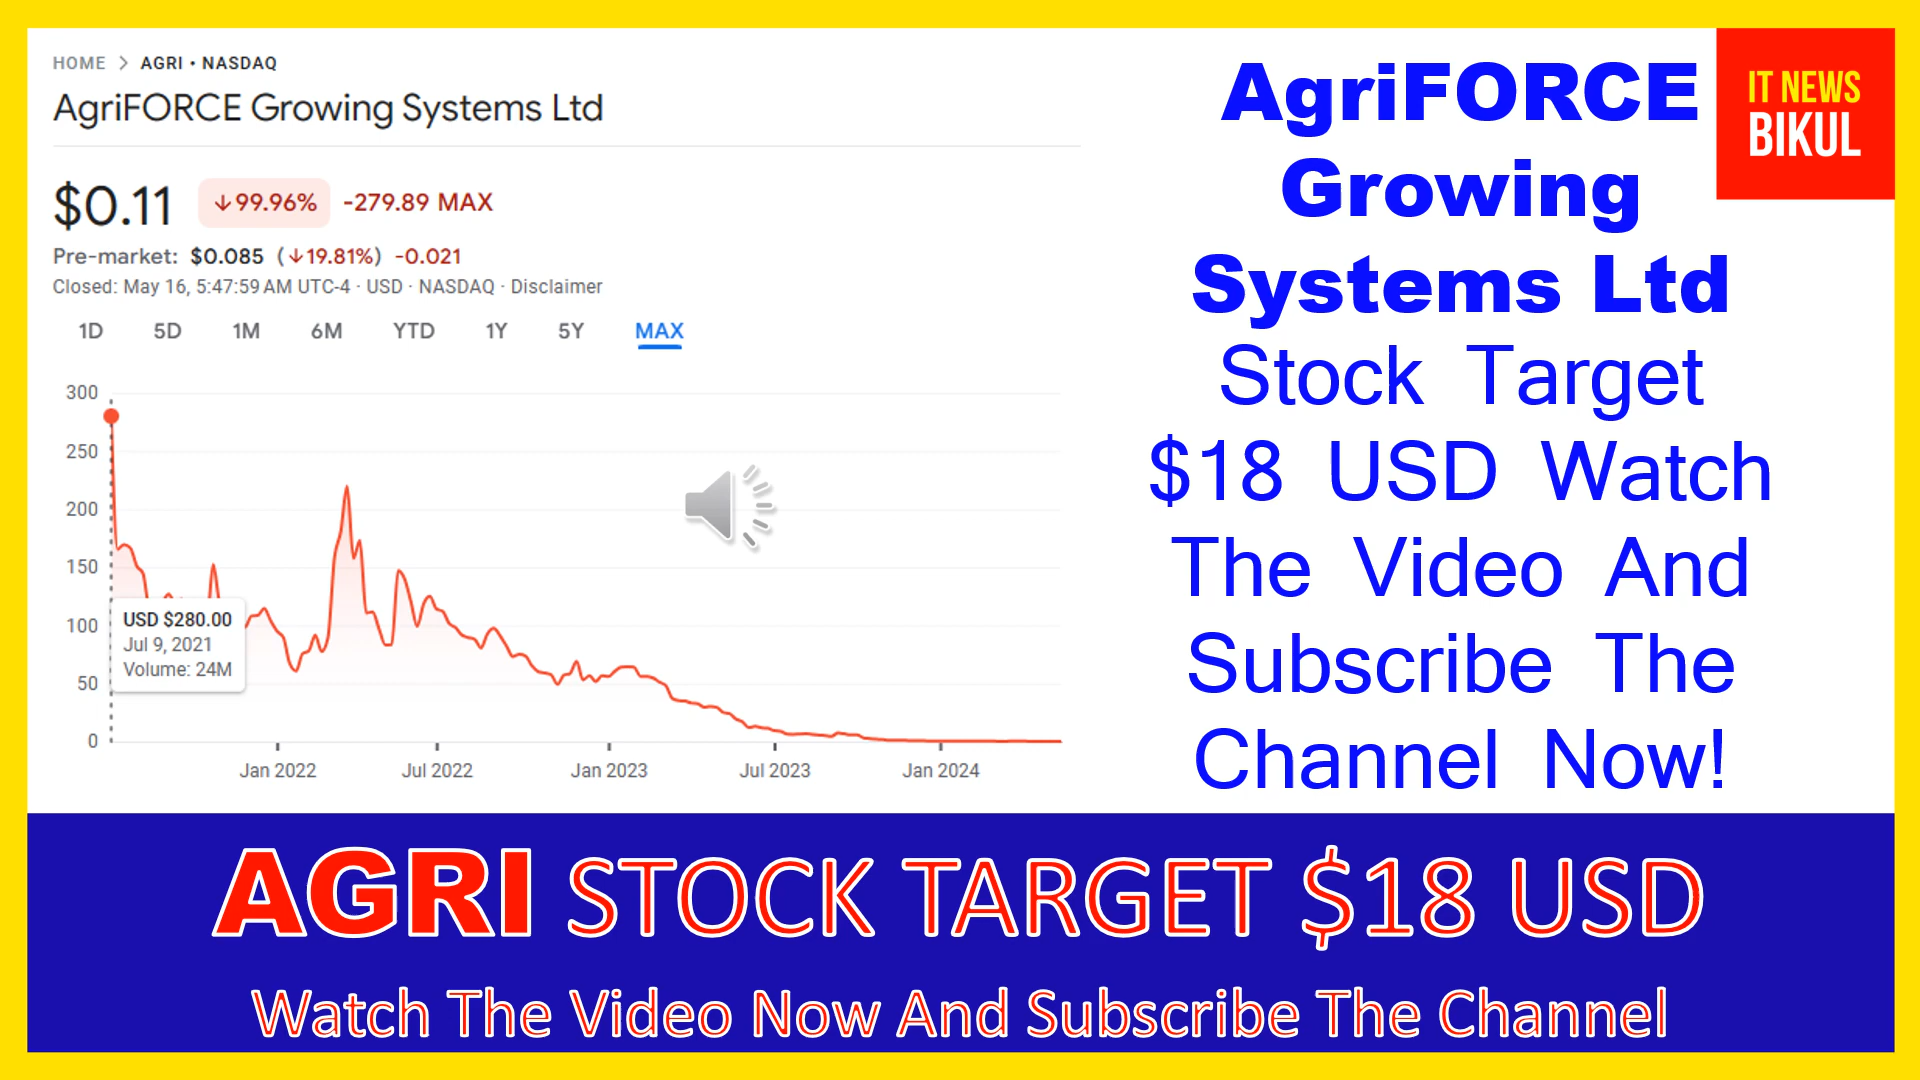 HOME > AGRI • NASDAQ
AgriFORCE Growing Systems Ltd
$0.11 ↓99.96% -279.89 MAX
Pre-market: $0.085 (↓19.81%) -0.021
Closed: May 16, 5:47:59 AM UTC-4 · USD · NASDAQ · Disclaimer
1D 5D 1M 6M YTD 1Y 5Y MAX
300
250
200
150
100
50
0
USD $280.00
Jul 9, 2021
Volume: 24M
Jan 2022 Jul 2022 Jan 2023 Jul 2023 Jan 2024
AgriFORCE
Growing
Systems Ltd
Stock Target
$18 USD Watch
The Video And
Subscribe The
Channel Now!
IT NEWS
BIKUL
AGRI STOCK TARGET $18 USD
Watch The Video Now And Subscribe The Channel